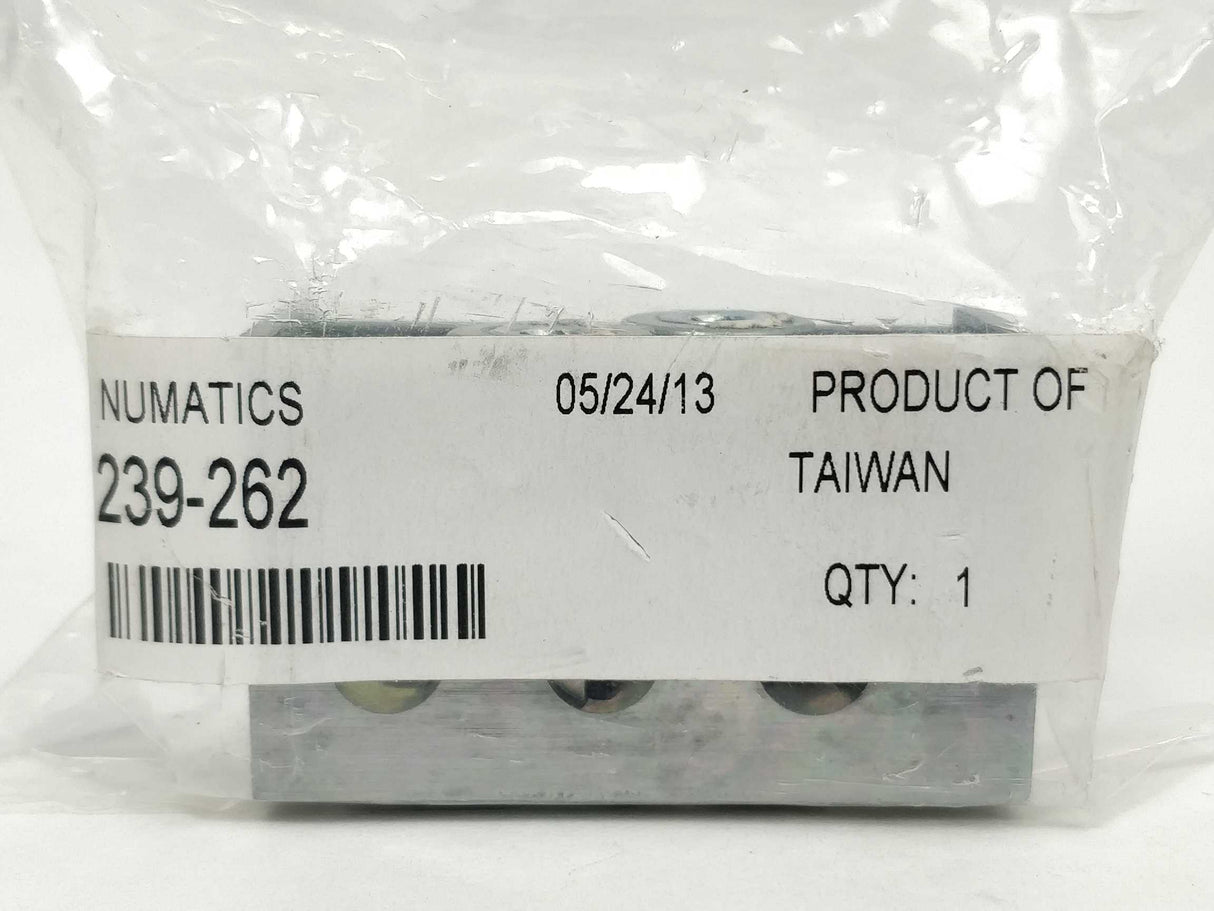 NUMATICS 05/24/13 PRODUCT OF
TAIWAN
239-262
QTY: 1